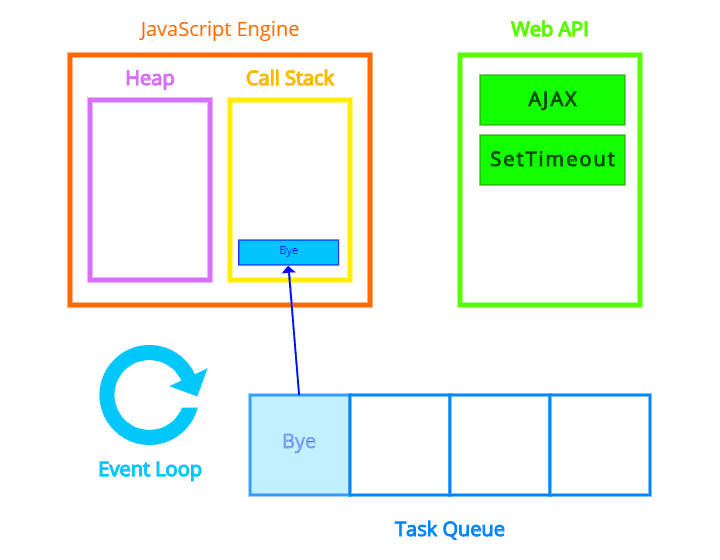 JavaScript Engine
Web API
Heap
Call Stack
AJAX
SetTimeout
Bye
Bye
Event Loop
Task Queue